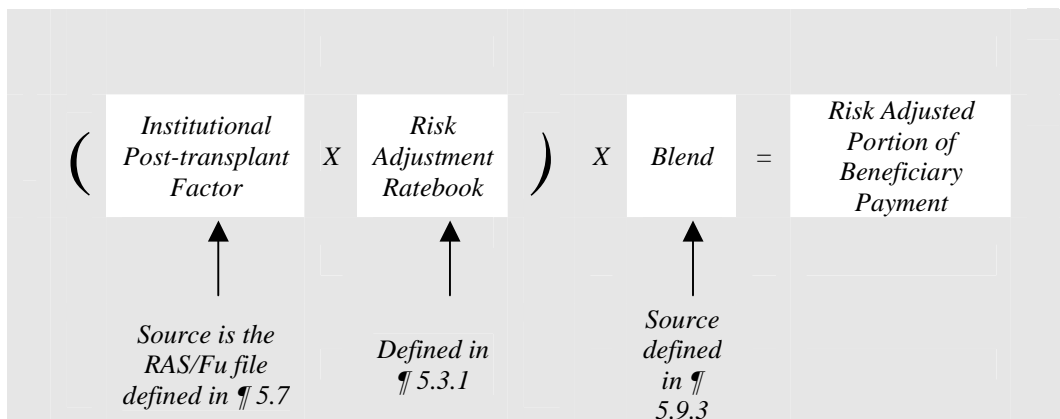 ( Institutional Post-transplant Factor X Risk Adjustment Ratebook ) X Blend = Risk Adjusted Portion of Beneficiary Payment
Source is the RAS/Fu file defined in ¶ 5.7
Defined in ¶ 5.3.1
Source defined in ¶ 5.9.3